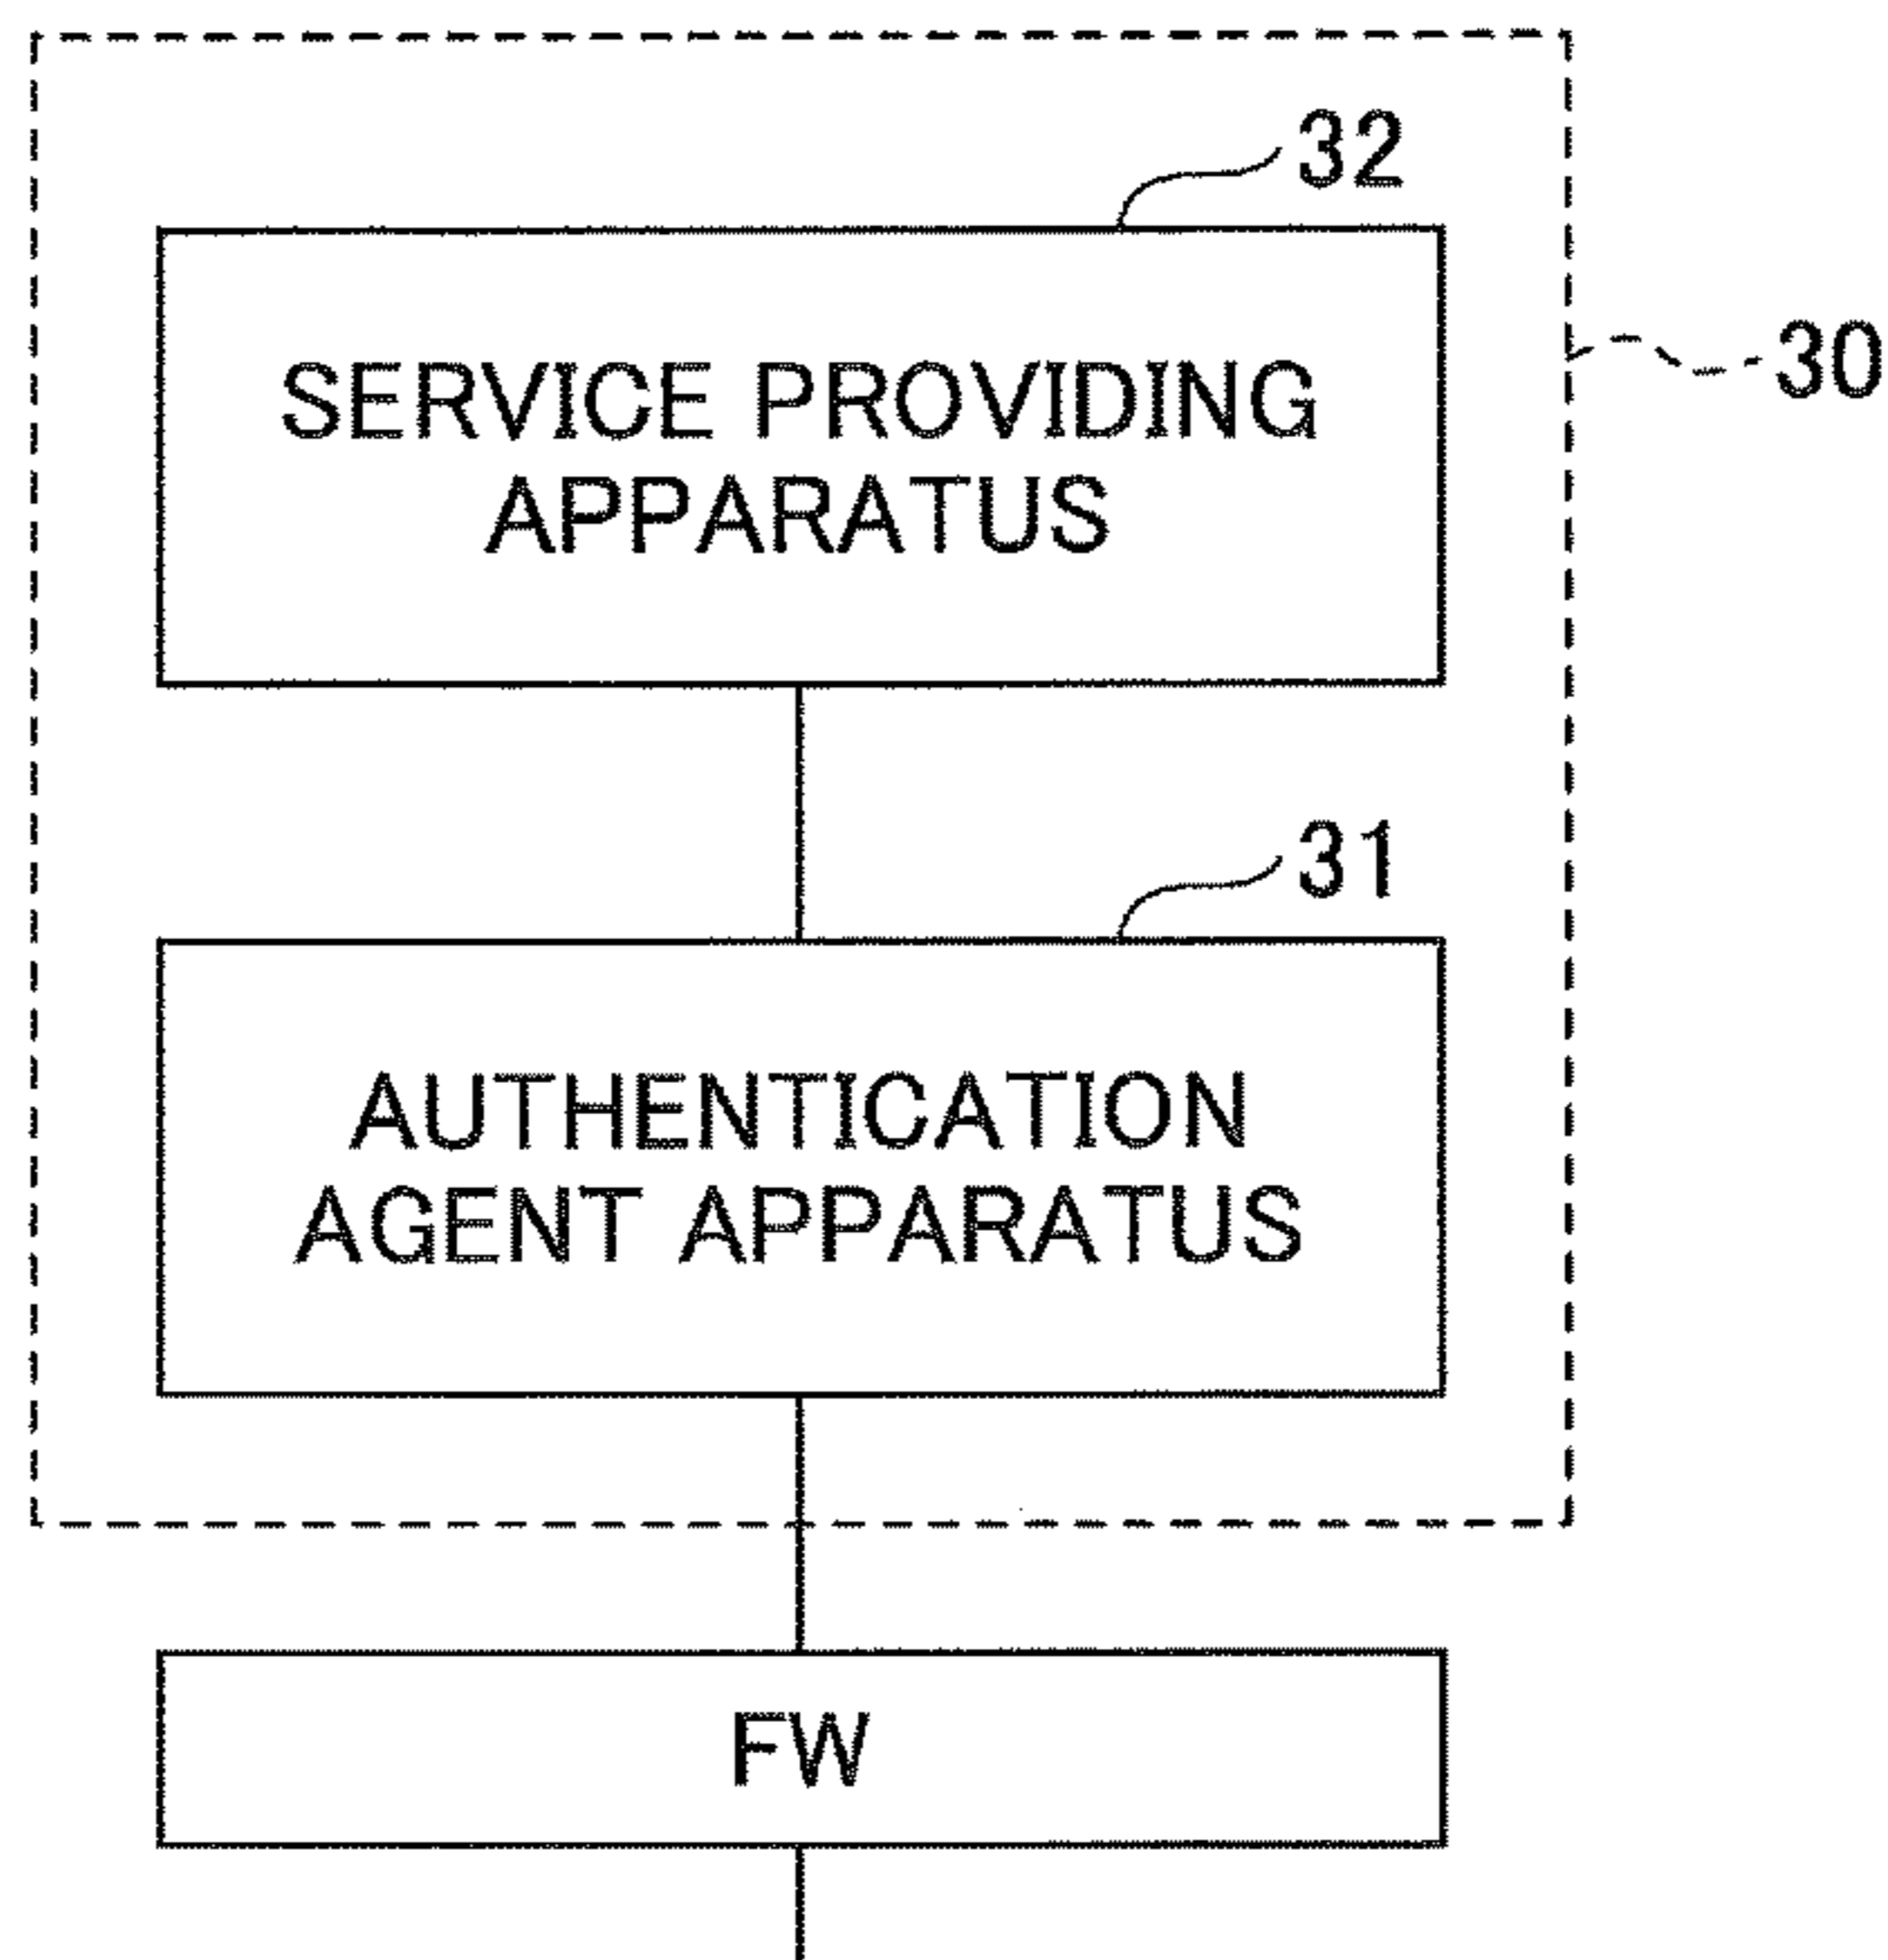 32
SERVICE PROVIDING
APPARATUS
30
31
AUTHENTICATION
AGENT APPARATUS
FW